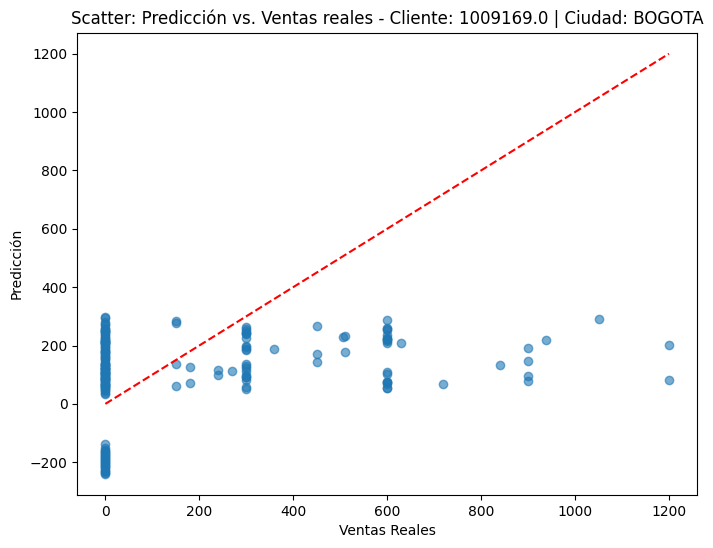 Scatter: Predicción vs. Ventas reales - Cliente: 1009169.0 | Ciudad: BOGOTA
1200
1000
800
600
400
200
0
−200
Predicción
0 200 400 600 800 1000 1200
Ventas Reales